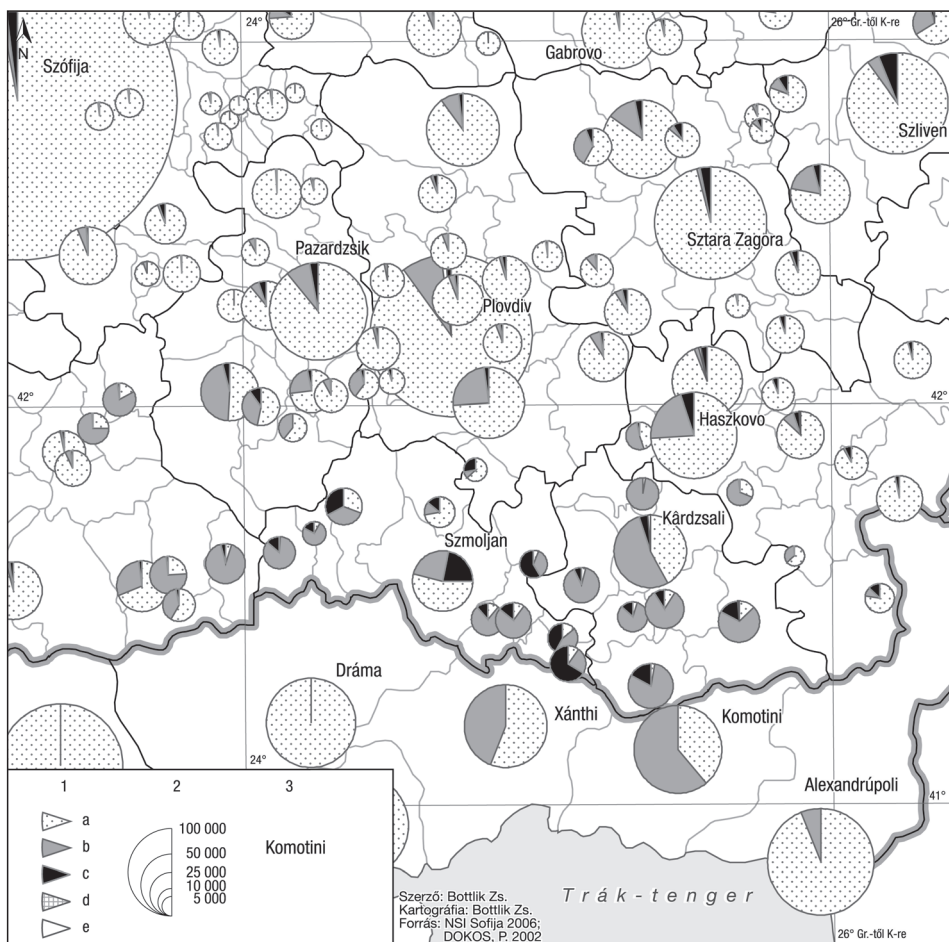 24°
26° Gr.-től K-re
N
Szófija
Gabrovo
Szliven
Sztara Zagora
Pazardzsik
Plovdiv
42°
42°
Haszkovo
Kârdzsali
Szmoljan
Dráma
Xánthi
Komotini
24°
Alexandrúpoli
41°
1
2
3
a
b
c
d
e
100 000
50 000
25 000
10 000
5 000
Komotini
Szerző: Bottlik Zs.
Kartográfia: Bottlik Zs.
Forrás: NSI Sofija 2006;
DOKOS, P. 2002
Trák-tenger
26° Gr.-től K-re